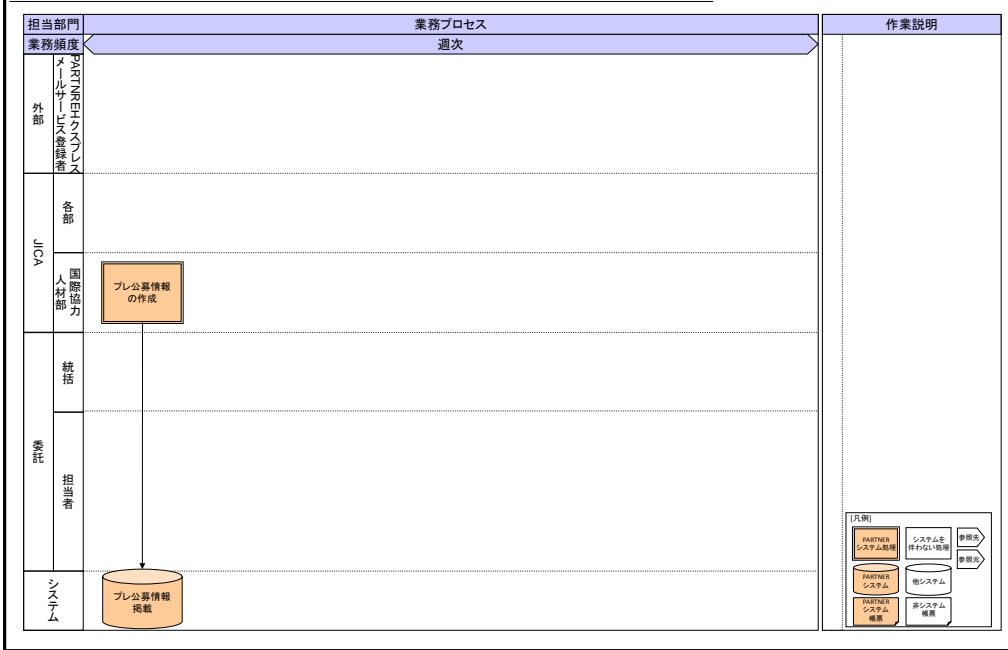 担当部門
業務プロセス
作業説明
業務頻度
週次
外部
PARTNREエクスプレス
メールサービス登録者
JICA
各部
国際協力
人材部
プレ公募情報
の作成
委託
統括
担当者
システム
プレ公募情報
掲載
[凡例]
PARTNER
システム処理
システムを
伴わない処理
参照先
参照元
PARTNER
システム
他システム
PARTNER
システム
帳票
非システム
帳票